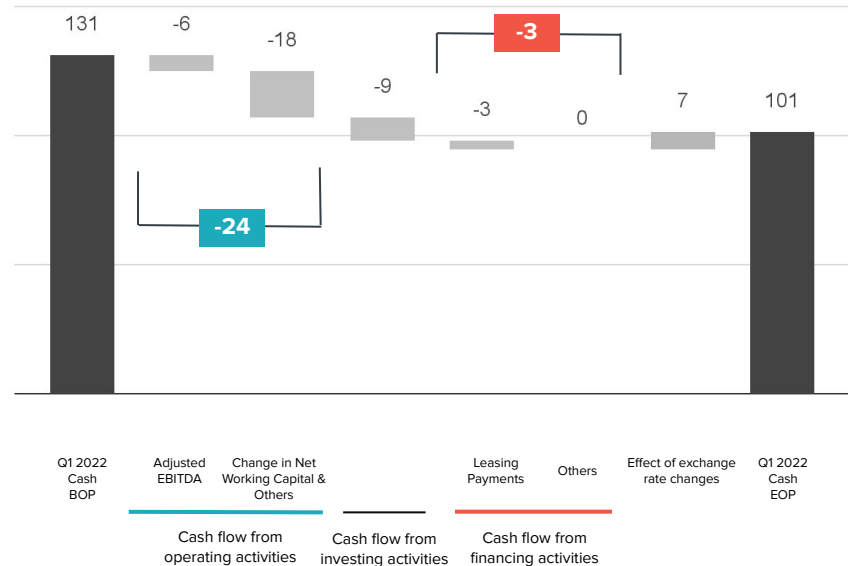 131
-6
-18
-9
-3
-3
0
7
101
-24
Q1 2022
Cash
BOP
Adjusted
EBITDA
Change in Net
Working Capital &
Others
Leasing
Payments
Others
Effect of exchange
rate changes
Q1 2022
Cash
EOP
Cash flow from
operating activities
Cash flow from
investing activities
Cash flow from
financing activities